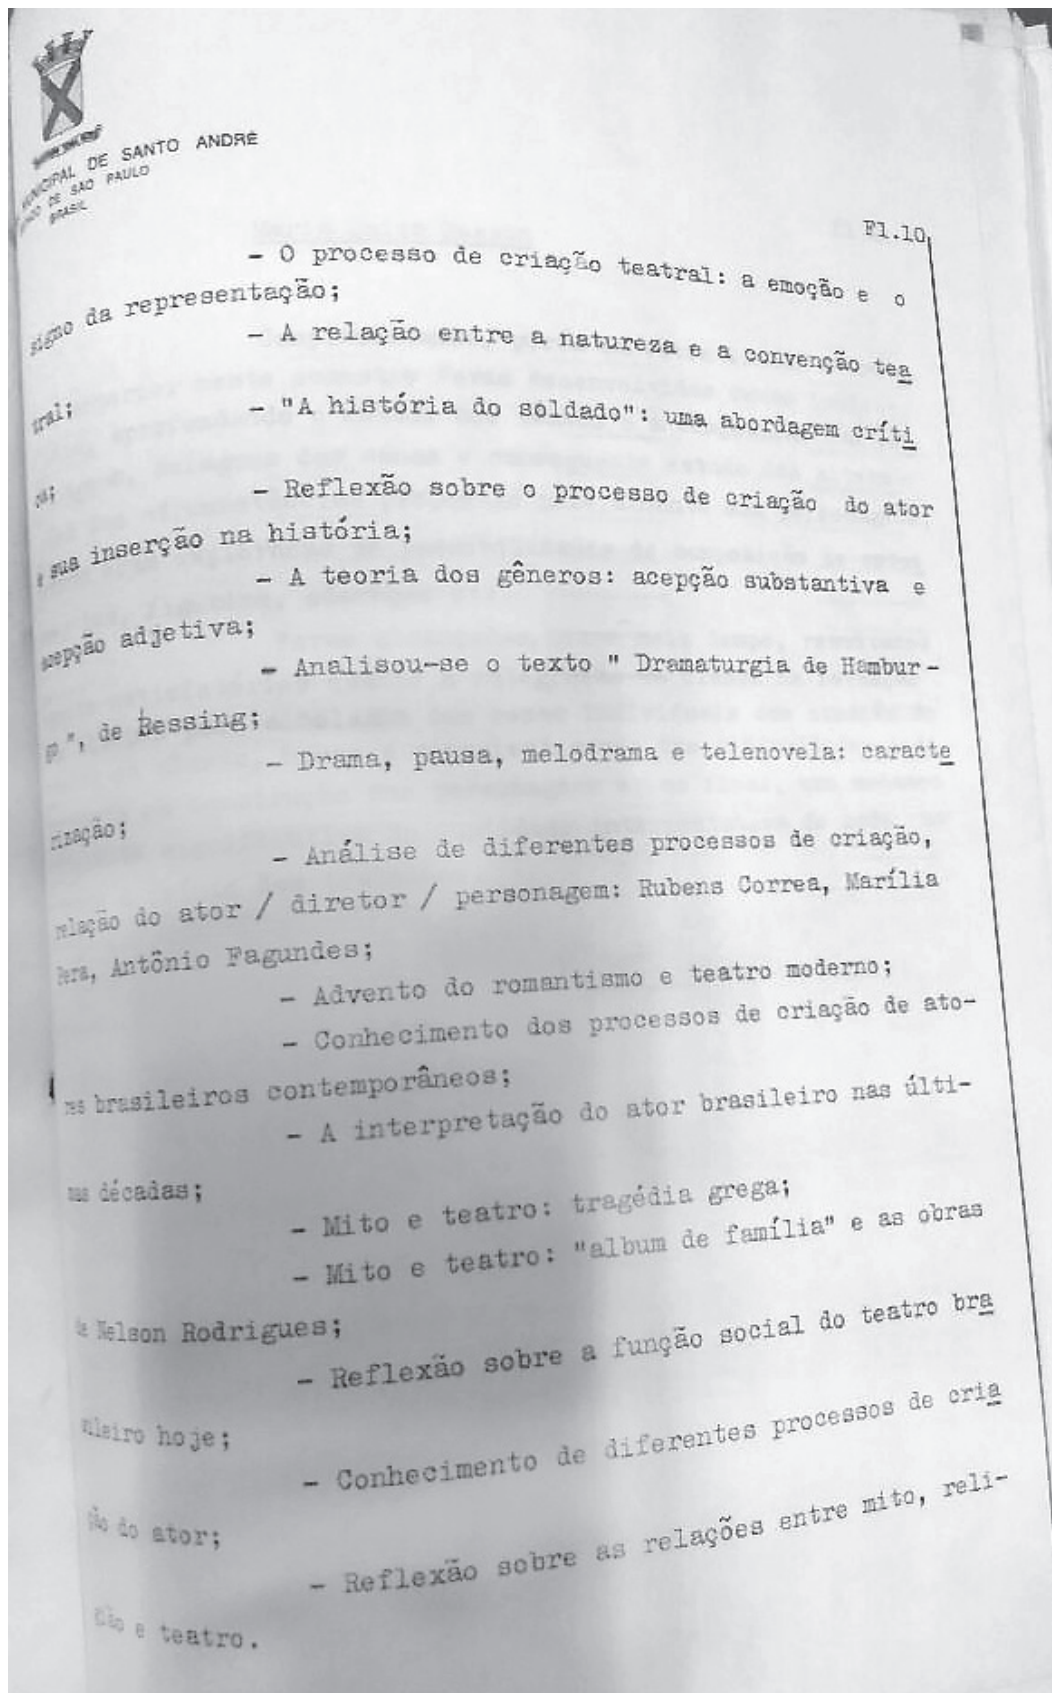 MUNICIPAL DE SANTO ANDRÉ
DE SÃO PAULO
BRASIL
Fl.10
- O processo de criação teatral: a emoção e o
signo da representação;
- A relação entre a natureza e a convenção tea
tral;
- "A história do soldado": uma abordagem críti
ca;
- Reflexão sobre o processo de criação do ator
e sua inserção na história;
- A teoria dos gêneros: acepção substantiva e
acepção adjetiva;
- Analisou-se o texto " Dramaturgia de Hambur-
go ", de Ressing;
- Drama, pausa, melodrama e telenovela: caracte
rização;
- Análise de diferentes processos de criação,
relação do ator / diretor / personagem: Rubens Correa, Marília
Pera, Antônio Fagundes;
- Advento do romantismo e teatro moderno;
- Conhecimento dos processos de criação de ato-
res brasileiros contemporâneos;
- A interpretação do ator brasileiro nas últi-
mas décadas;
- Mito e teatro: tragédia grega;
- Mito e teatro: "album de família" e as obras
de Nelson Rodrigues;
- Reflexão sobre a função social do teatro bra
sileiro hoje;
- Conhecimento de diferentes processos de cria
ção do ator;
- Reflexão sobre as relações entre mito, reli-
gião e teatro.